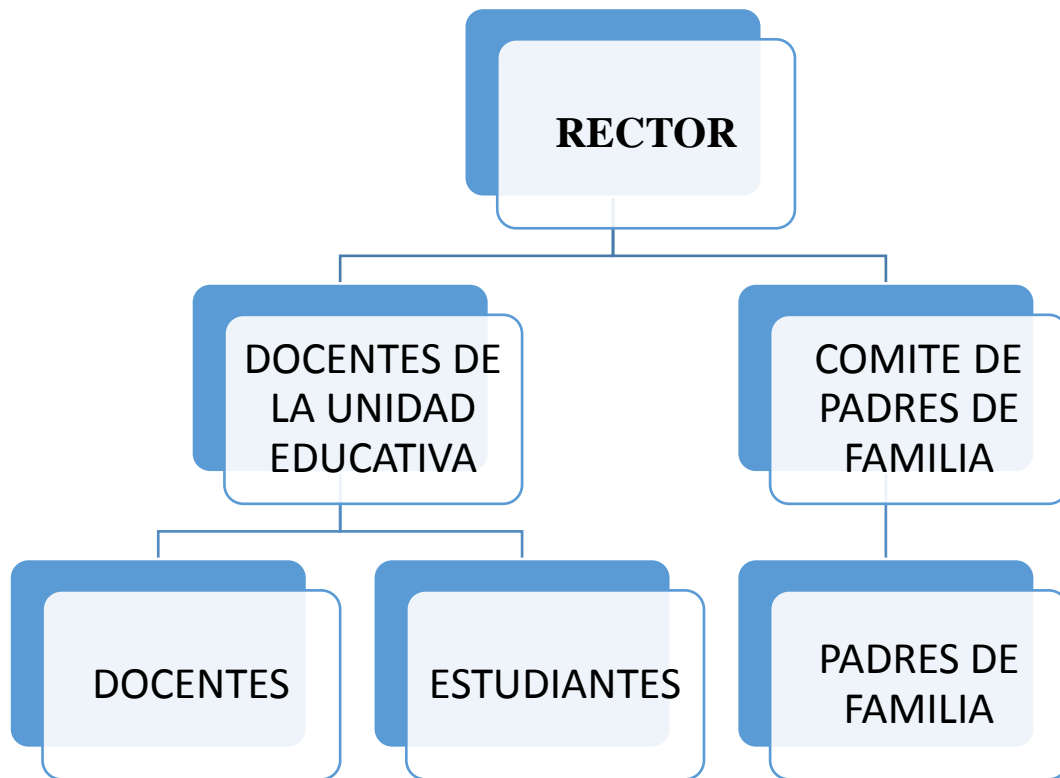 RECTOR
DOCENTES DE
LA UNIDAD
EDUCATIVA
COMITE DE
PADRES DE
FAMILIA
DOCENTES
ESTUDIANTES
PADRES DE
FAMILIA